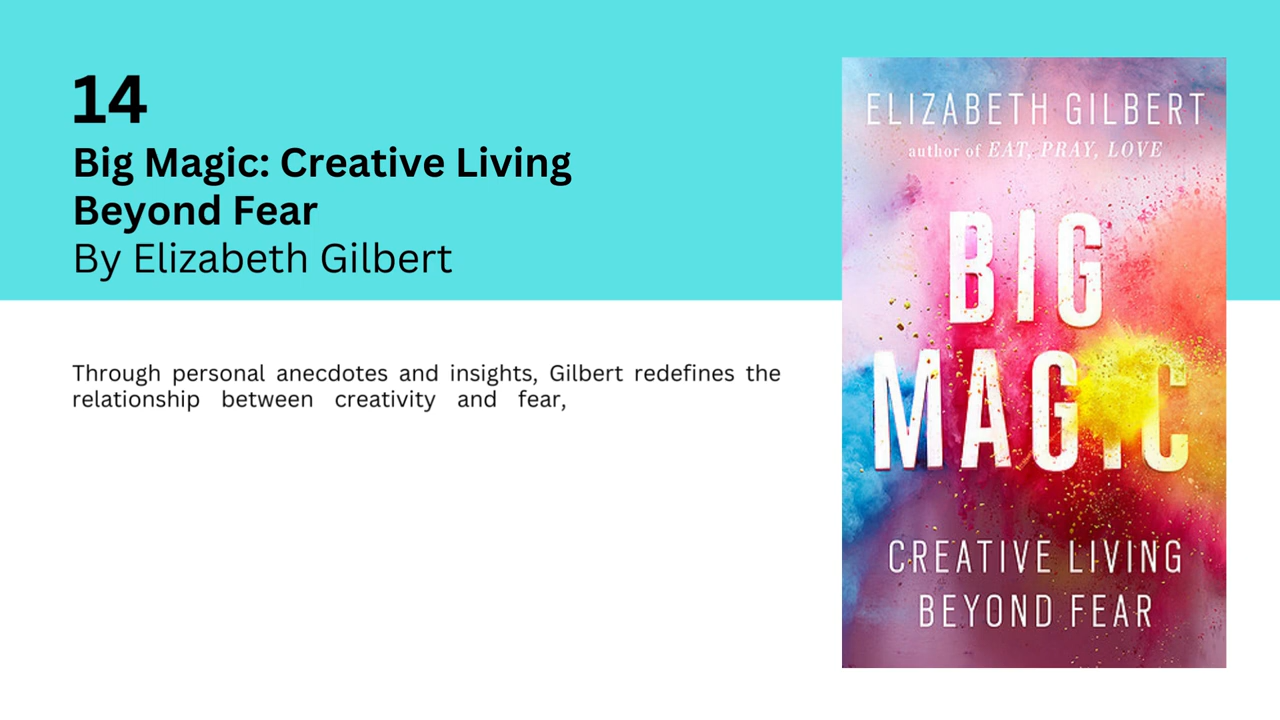 14
Big Magic: Creative Living
Beyond Fear
By Elizabeth Gilbert
Through personal anecdotes and insights, Gilbert redefines the
relationship between creativity and fear,
ELIZABETH GILBERT
author of EAT, PRAY, LOVE
BIG
MAGIC
CREATIVE LIVING
BEYOND FEAR